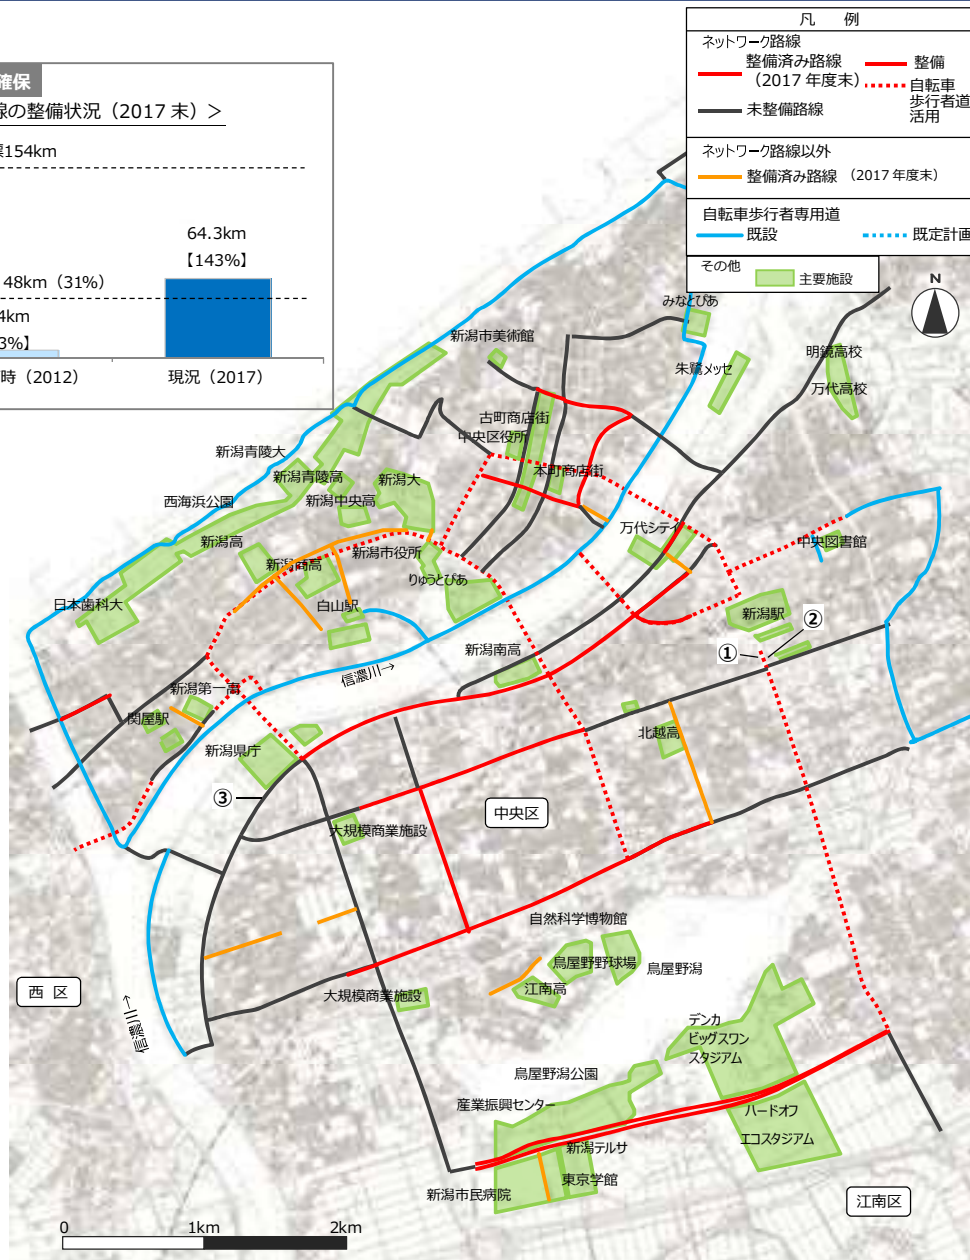 確保
線の整備状況（2017 末）＞
標154km
64.3km
【143%】
48km（31%）
4km
3%】
時（2012）
現況（2017）
凡 例
ネットワーク路線
整備済み路線
（2017 年度末）
整備
自転車
歩行者道
活用
未整備路線
ネットワーク路線以外
整備済み路線 （2017 年度末）
自転車歩行者専用道
既設
既定計画
その他
主要施設
N
みなとぴあ
新潟市美術館
朱鷺メッセ
明鏡高校
万代高校
古町商店街
中央区役所
本町商店街
新潟青陵大
新潟青陵高
新潟大
西海浜公園
新潟中央高
万代シテイ
中央図書館
新潟高
新潟商高
新潟市役所
りゅうとぴあ
日本歯科大
白山駅
新潟駅
②
①
新潟南高
信濃川→
新潟第一高
関屋駅
新潟県庁
北越高
③
中央区
大規模商業施設
自然科学博物館
鳥屋野野球場
鳥屋野潟
江南高
大規模商業施設
西 区
信濃川→
デンカ
ビッグスワン
スタジアム
鳥屋野潟公園
産業振興センター
ハードオフ
エコスタジアム
新潟テルサ
東京学館
新潟市民病院
江南区
0 1km 2km